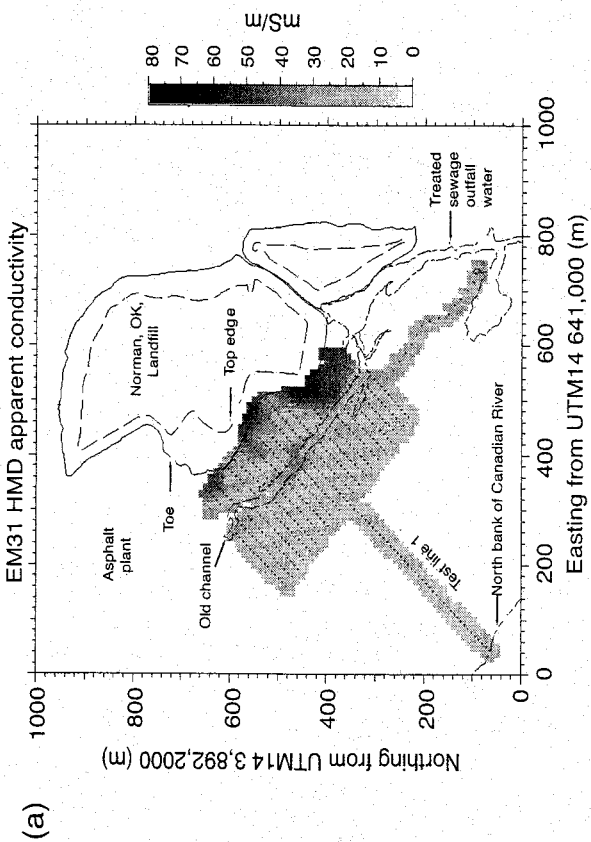 (a)
EM31 HMD apparent conductivity
mS/m
80
70
60
50
40
30
20
10
0
1000
800
600
400
200
0
Northing from UTM14 3,892,2000 (m)
Asphalt
plant
Norman, OK,
Landfill
Toe
Top edge
Old channel
Treated
sewage
outfall
water
Test line 1
North bank of Canadian River
0
200
400
600
800
1000
Easting from UTM14 641,000 (m)